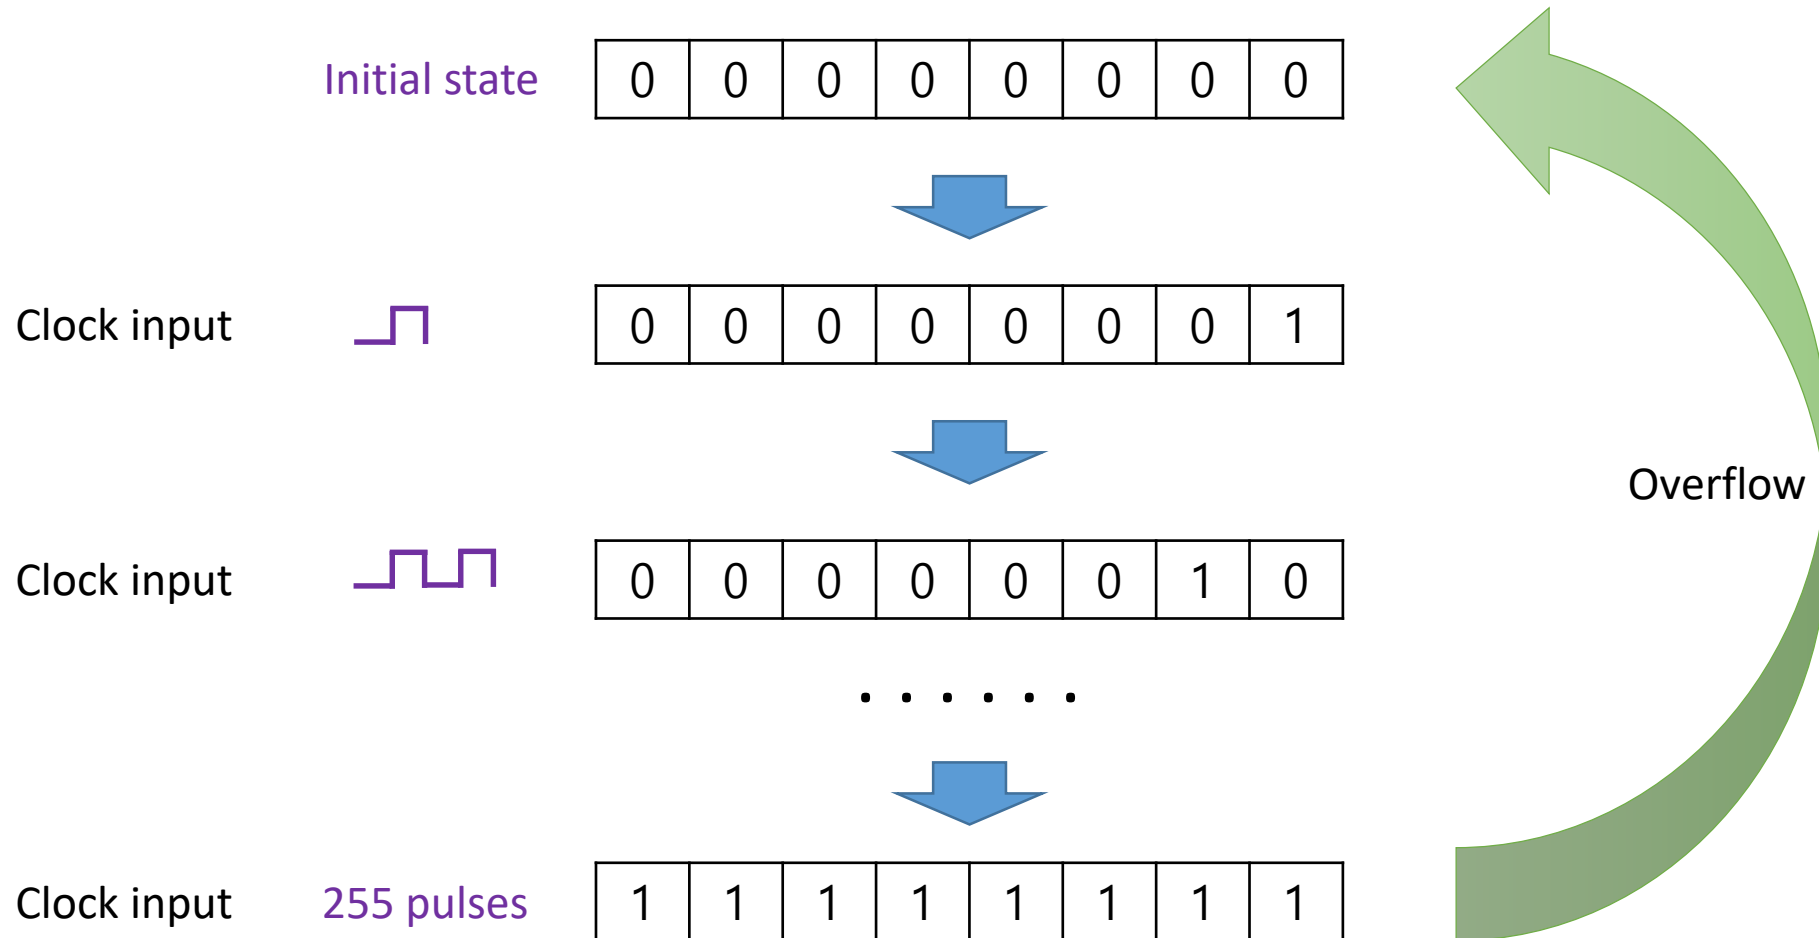 Initial state 0 0 0 0 0 0 0 0
Clock input 0 0 0 0 0 0 0 1
Overflow
Clock input 0 0 0 0 0 0 1 0
. . . . . .
Clock input 255 pulses 1 1 1 1 1 1 1 1